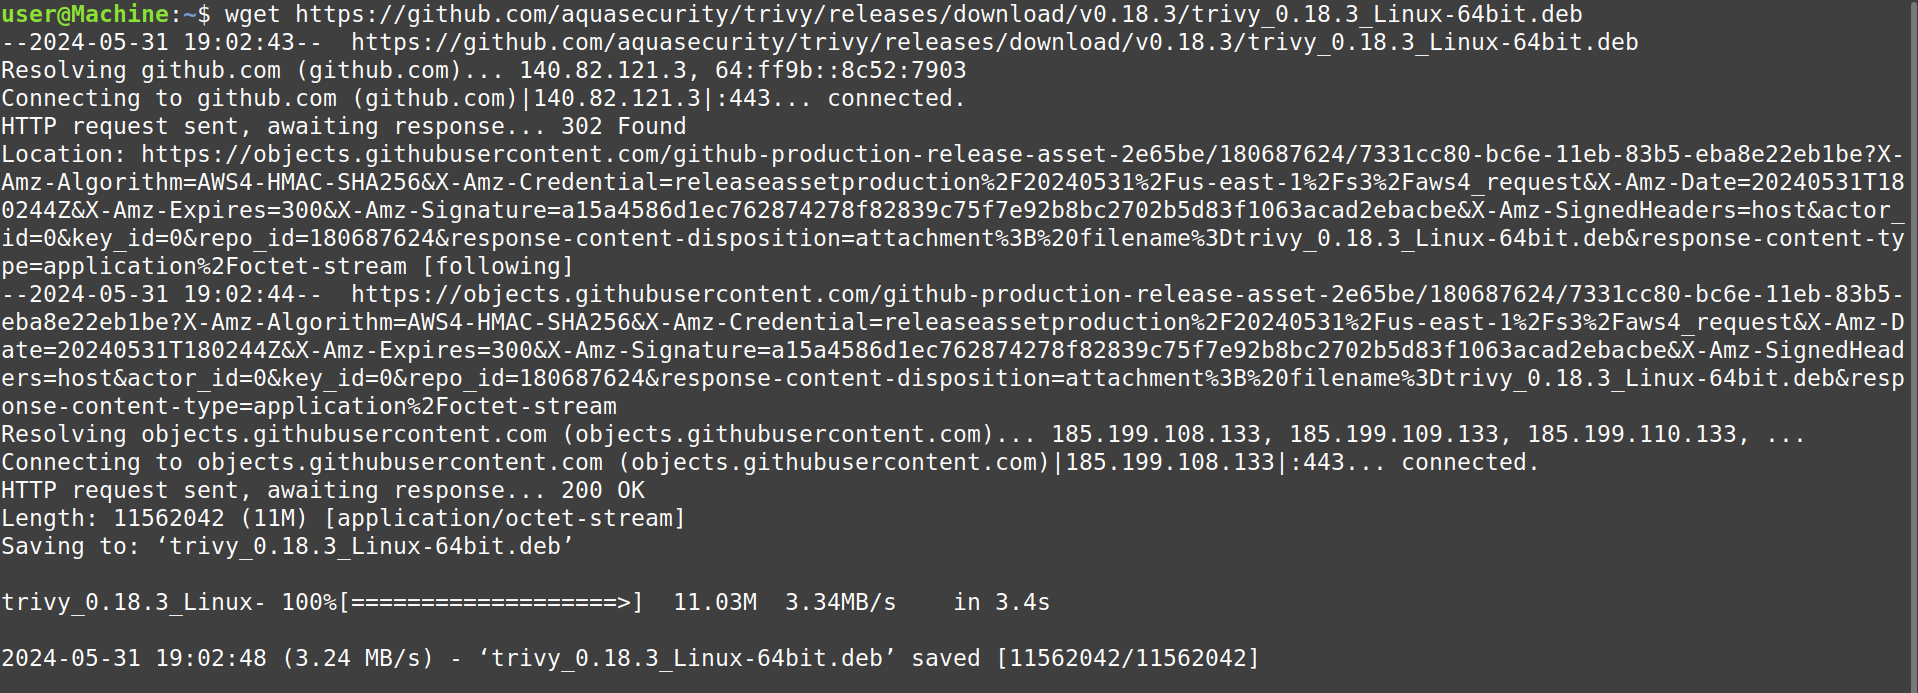 user@Machine:~$ wget https://github.com/aquasecurity/trivy/releases/download/v0.18.3/trivy_0.18.3_Linux-64bit.deb
--2024-05-31 19:02:43--  https://github.com/aquasecurity/trivy/releases/download/v0.18.3/trivy_0.18.3_Linux-64bit.deb
Resolving github.com (github.com)... 140.82.121.3, 64:ff9b::8c52:7903
Connecting to github.com (github.com)|140.82.121.3|:443... connected.
HTTP request sent, awaiting response... 302 Found
Location: https://objects.githubusercontent.com/github-production-release-asset-2e65be/180687624/7331cc80-bc6e-11eb-83b5-eba8e22eb1be?X-
Amz-Algorithm=AWS4-HMAC-SHA256&X-Amz-Credential=releaseassetproduction%2F20240531%2Fus-east-1%2Fs3%2Faws4_request&X-Amz-Date=20240531T18
0244Z&X-Amz-Expires=300&X-Amz-Signature=a15a4586d1ec762874278f82839c75f7e92b8bc2702b5d83f1063acad2ebacbe&X-Amz-SignedHeaders=host&actor_
id=0&key_id=0&repo_id=180687624&response-content-disposition=attachment%3B%20filename%3Dtrivy_0.18.3_Linux-64bit.deb&response-content-ty
pe=application%2Foctet-stream [following]
--2024-05-31 19:02:44--  https://objects.githubusercontent.com/github-production-release-asset-2e65be/180687624/7331cc80-bc6e-11eb-83b5-
eba8e22eb1be?X-Amz-Algorithm=AWS4-HMAC-SHA256&X-Amz-Credential=releaseassetproduction%2F20240531%2Fus-east-1%2Fs3%2Faws4_request&X-Amz-D
ate=20240531T180244Z&X-Amz-Expires=300&X-Amz-Signature=a15a4586d1ec762874278f82839c75f7e92b8bc2702b5d83f1063acad2ebacbe&X-Amz-SignedHead
ers=host&actor_id=0&key_id=0&repo_id=180687624&response-content-disposition=attachment%3B%20filename%3Dtrivy_0.18.3_Linux-64bit.deb&resp
onse-content-type=application%2Foctet-stream
Resolving objects.githubusercontent.com (objects.githubusercontent.com)... 185.199.108.133, 185.199.109.133, 185.199.110.133, ...
Connecting to objects.githubusercontent.com (objects.githubusercontent.com)|185.199.108.133|:443... connected.
HTTP request sent, awaiting response... 200 OK
Length: 11562042 (11M) [application/octet-stream]
Saving to: ‘trivy_0.18.3_Linux-64bit.deb’

trivy_0.18.3_Linux- 100%[===================>]  11.03M  3.34MB/s    in 3.4s

2024-05-31 19:02:48 (3.24 MB/s) - ‘trivy_0.18.3_Linux-64bit.deb’ saved [11562042/11562042]